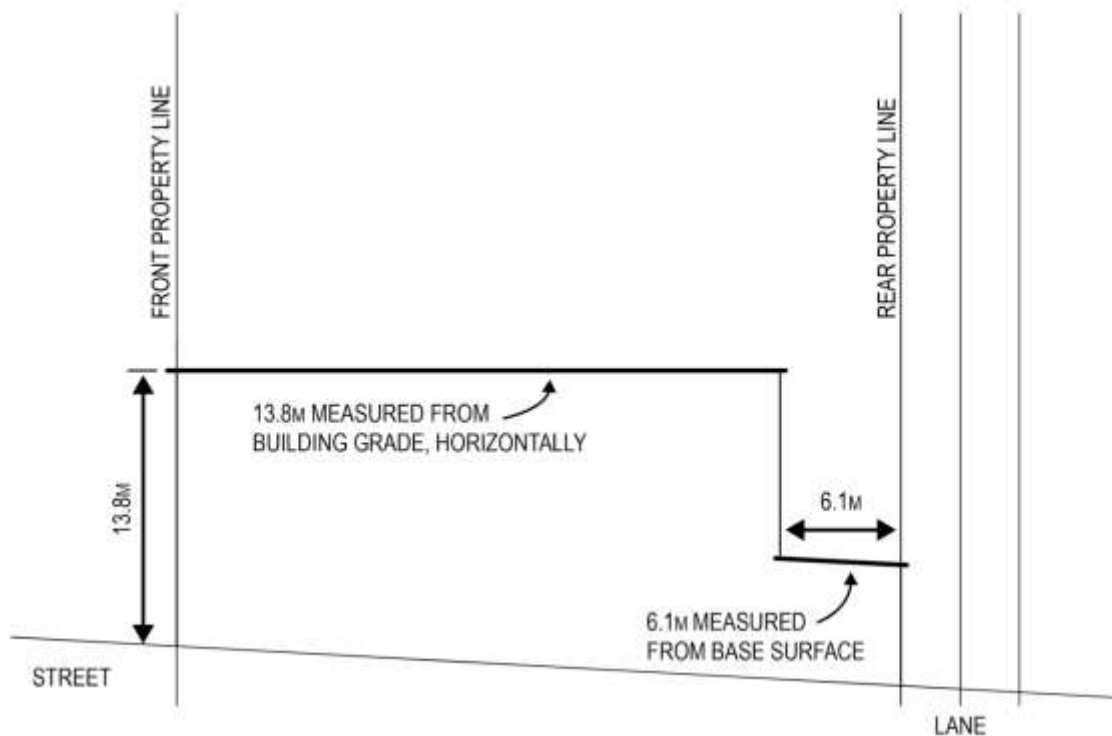 FRONT PROPERTY LINE
REAR PROPERTY LINE
13.8M MEASURED FROM
BUILDING GRADE, HORIZONTALLY
13.8M
6.1M
6.1M MEASURED
FROM BASE SURFACE
STREET
LANE